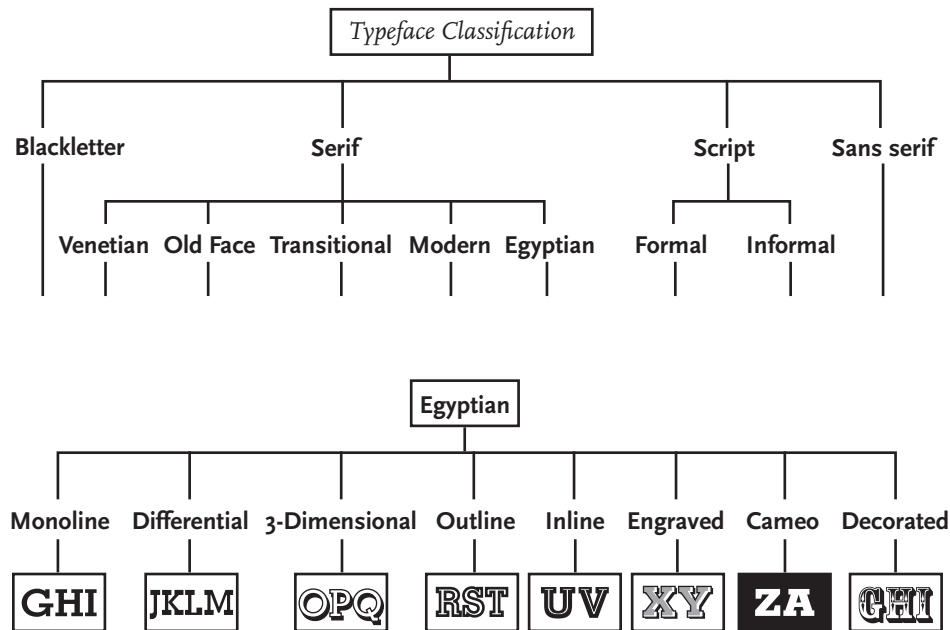 Typeface Classification
Blackletter Serif Script Sans serif
Venetian Old Face Transitional Modern Egyptian Formal Informal
Egyptian
Monoline Differential 3-Dimensional Outline Inline Engraved Cameo Decorated
GHI JKLM OPQ RST UV XY ZA GHI